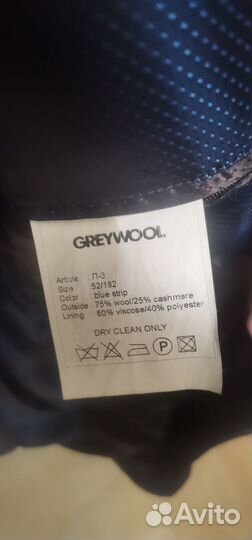 GREYWOOL
Article : П-3
Size : 52/182
Color : blue strip
Outside : 75% wool/25% cashmere
Lining : 60% viscose/40% polyester
DRY CLEAN ONLY
P
Avito